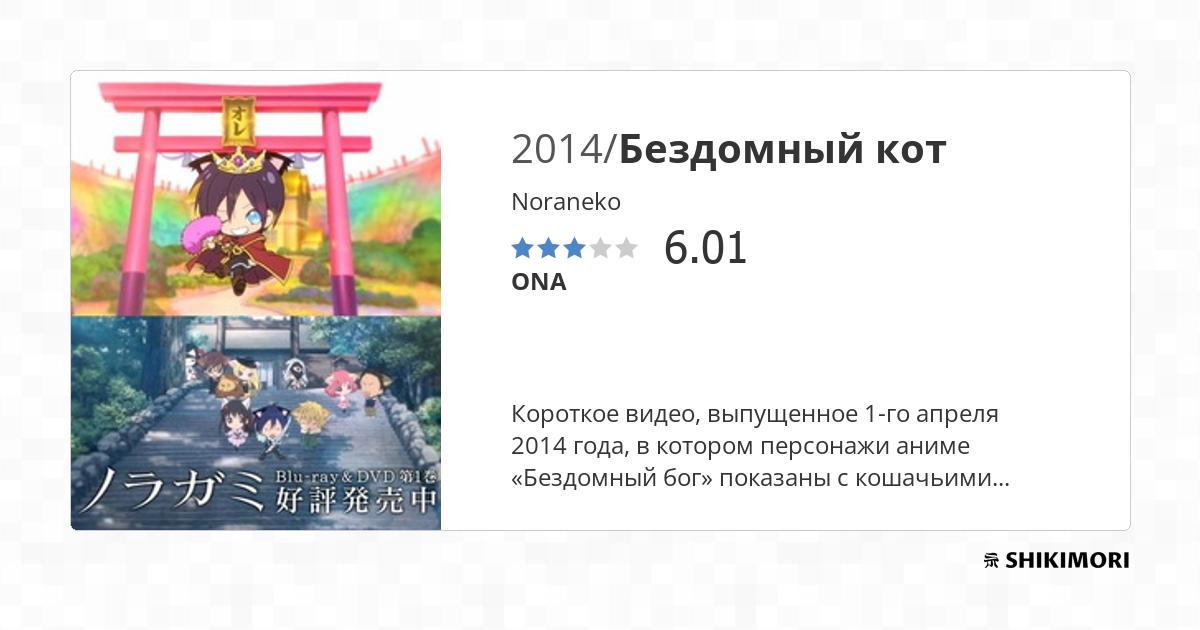 オレ
ノラガミ
Blu-ray & DVD 第1巻
好評発売中
2014/Бездомный кот
Noraneko
6.01
ONA
Короткое видео, выпущенное 1-го апреля
2014 года, в котором персонажи аниме
«Бездомный бог» показаны с кошачьими...
SHIKIMORI